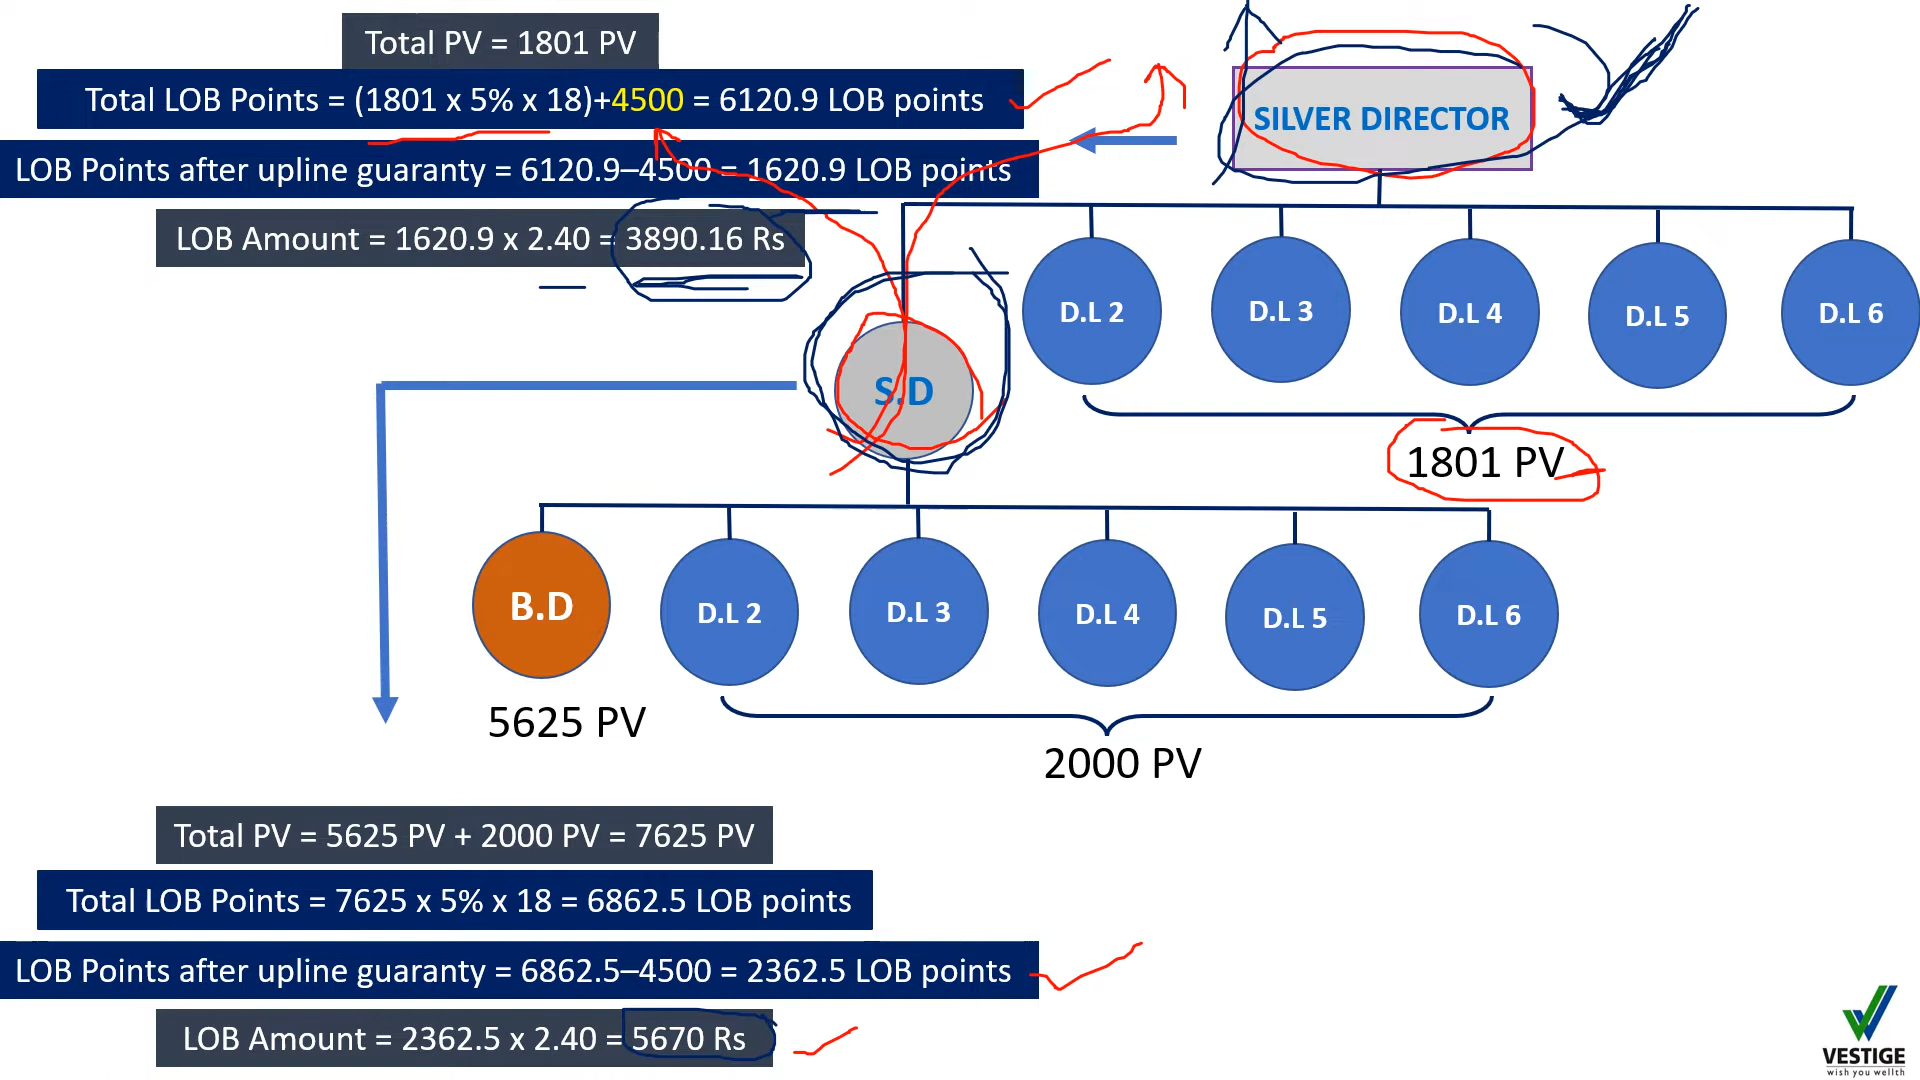 Total PV = 1801 PV
Total LOB Points = (1801 x 5% x 18)+4500 = 6120.9 LOB points
LOB Points after upline guaranty = 6120.9–4500 = 1620.9 LOB points
LOB Amount = 1620.9 x 2.40 = 3890.16 Rs
SILVER DIRECTOR
D.L 2
D.L 3
D.L 4
D.L 5
D.L 6
S.D
1801 PV
B.D
D.L 2
D.L 3
D.L 4
D.L 5
D.L 6
5625 PV
2000 PV
Total PV = 5625 PV + 2000 PV = 7625 PV
Total LOB Points = 7625 x 5% x 18 = 6862.5 LOB points
LOB Points after upline guaranty = 6862.5–4500 = 2362.5 LOB points
LOB Amount = 2362.5 x 2.40 = 5670 Rs
VESTIGE
wish you wellth